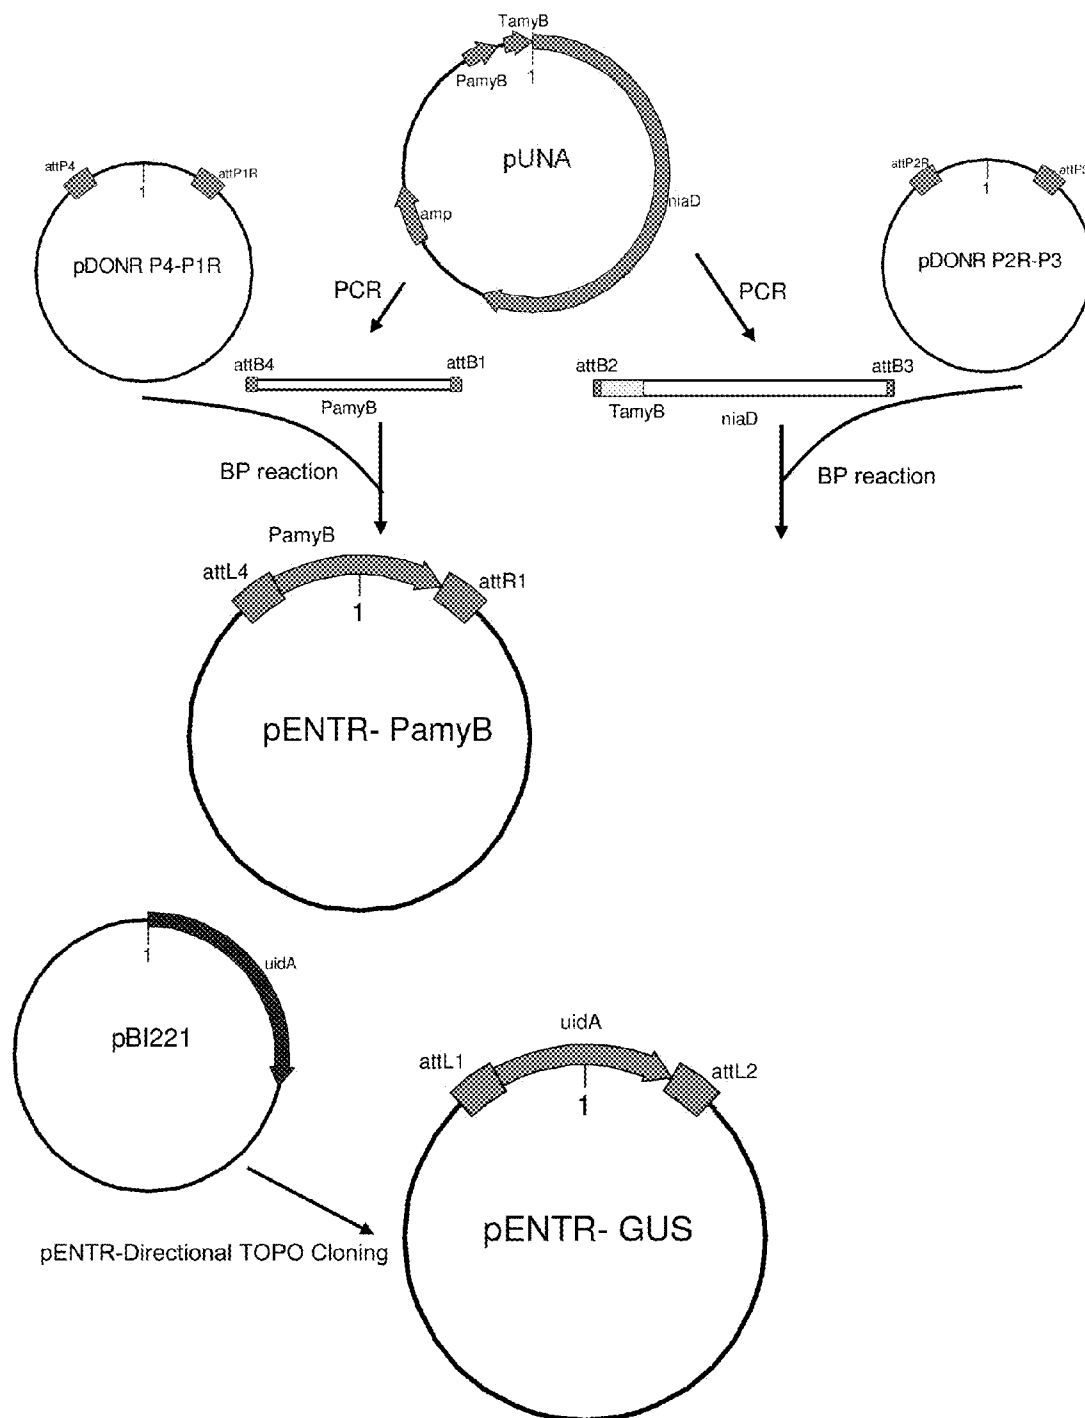 TamyB
PamyB
1
pUNA
niaD
amp
attP4
attP1R
1
pDONR P4-P1R
attP2R
attP3
1
pDONR P2R-P3
PCR
PCR
attB4
attB1
PamyB
attB2
attB3
TamyB
niaD
BP reaction
BP reaction
PamyB
attL4
attR1
1
pENTR- PamyB
1
uidA
pBI221
uidA
attL1
attL2
1
pENTR- GUS
pENTR-Directional TOPO Cloning